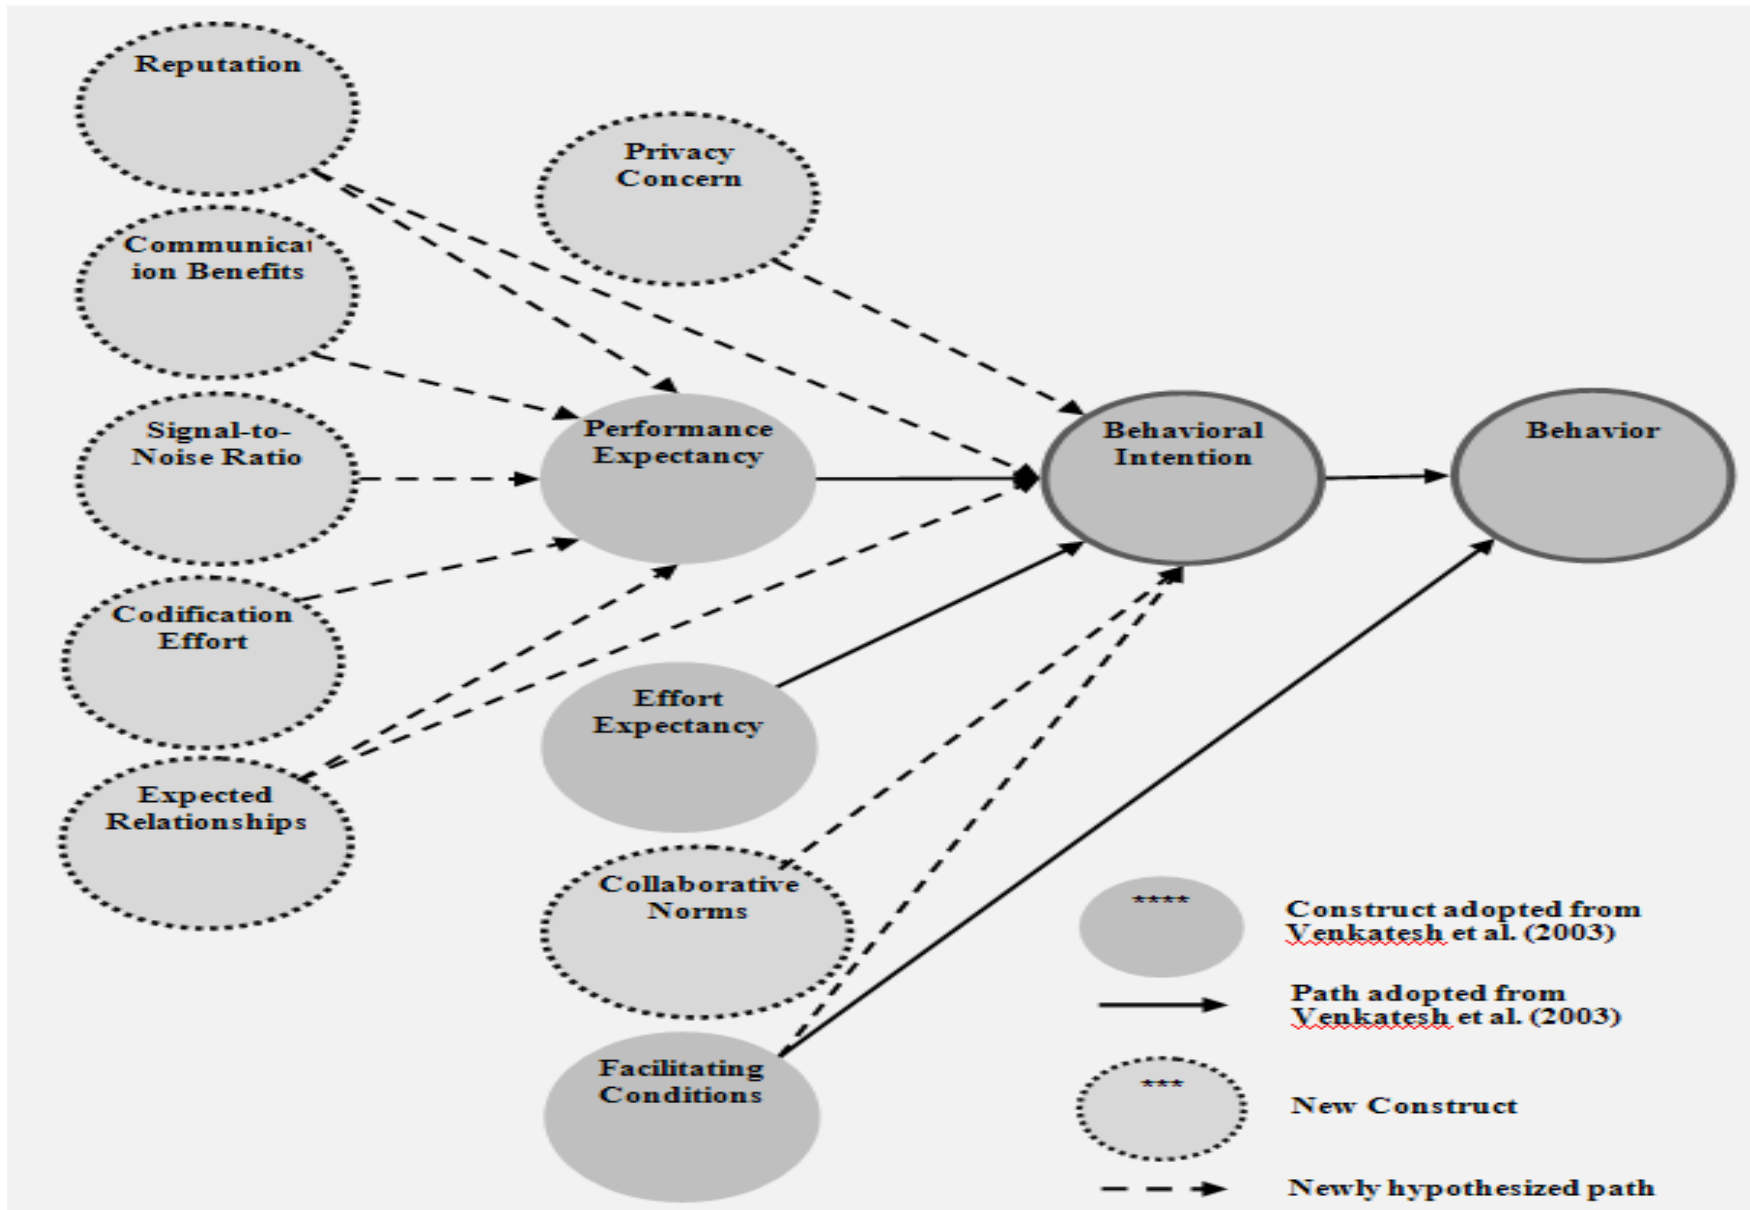 Reputation
Communicat
ion Benefits
Signal-to-
Noise Ratio
Codification
Effort
Expected
Relationships
Privacy
Concern
Performance
Expectancy
Effort
Expectancy
Collaborative
Norms
Facilitating
Conditions
Behavioral
Intention
Behavior
****
Construct adopted from
Venkatesh et al. (2003)
Path adopted from
Venkatesh et al. (2003)
***
New Construct
Newly hypothesized path